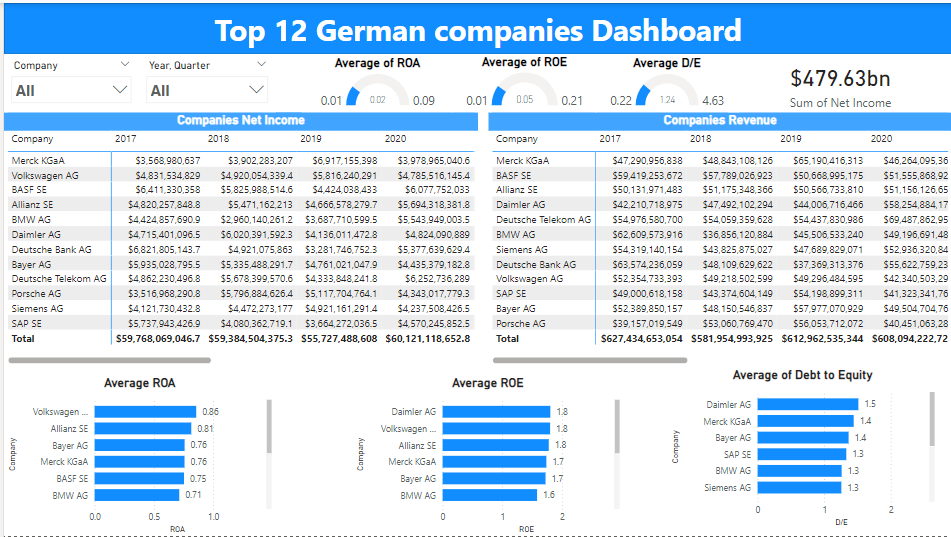 Top 12 German companies Dashboard
Company
All
Year, Quarter
All
Average of ROA
0.01 0.02 0.09
Average of ROE
0.01 0.05 0.21
Average D/E
0.22 1.24 4.63
$479.63bn
Sum of Net Income
Companies Net Income
Company 2017 2018 2019 2020
Merck KGaA $3,568,980,637 $3,902,283,207 $6,917,155,398 $3,978,965,040.6
Volkswagen AG $4,831,534,829 $4,920,054,339.4 $5,816,240,291 $4,785,516,145.4
BASF SE $6,411,330,358 $5,825,988,514.6 $4,424,038,433 $6,077,752,033
Allianz SE $4,820,257,848.8 $5,471,162,213 $4,666,578,279.7 $5,694,318,381.8
BMW AG $4,424,857,690.9 $2,960,140,261.2 $3,687,710,599.5 $5,543,949,003.5
Daimler AG $4,715,401,096.5 $6,020,391,592.3 $4,136,011,472.8 $4,824,090,889
Deutsche Bank AG $6,821,805,143.7 $4,921,075,863 $3,281,746,752.3 $5,377,639,629.4
Bayer AG $5,935,028,795.5 $5,335,488,291.7 $4,761,021,047.9 $4,435,379,182.8
Deutsche Telekom AG $4,862,230,496.8 $5,678,399,570.6 $4,333,848,241.8 $6,252,736,289
Porsche AG $3,516,968,290.8 $5,796,884,626.4 $5,117,704,764.1 $4,343,017,779.3
Siemens AG $4,121,730,432.8 $4,472,273,177 $4,921,161,291.4 $4,237,508,426.5
SAP SE $5,737,943,426.9 $4,080,362,719.1 $3,664,272,036.5 $4,570,245,852.5
Total $59,768,069,046.7 $59,384,504,375.3 $55,727,488,608 $60,121,118,652.8
Companies Revenue
Company 2017 2018 2019 2020
Merck KGaA $47,290,956,838 $48,843,108,126 $65,190,416,313 $46,264,095,36
BASF SE $59,419,253,672 $57,789,026,923 $50,668,995,175 $51,555,868,92
Allianz SE $50,131,971,483 $51,175,348,366 $50,566,733,810 $51,156,126,65
Daimler AG $42,210,718,975 $47,492,102,294 $44,006,716,466 $58,254,884,17
Deutsche Telekom AG $54,976,580,700 $54,059,359,628 $54,437,830,986 $69,487,862,95
BMW AG $62,609,573,916 $36,856,120,884 $45,506,533,240 $49,196,691,48
Siemens AG $54,319,140,154 $43,825,875,027 $47,689,829,071 $52,936,320,84
Deutsche Bank AG $63,574,236,059 $48,109,629,622 $37,369,313,376 $55,622,759,23
Volkswagen AG $52,354,733,393 $49,218,502,599 $49,296,484,595 $42,340,503,29
SAP SE $49,000,618,158 $43,374,604,149 $54,198,899,311 $41,323,341,76
Bayer AG $52,389,850,157 $48,150,546,837 $57,977,070,929 $49,504,704,76
Porsche AG $39,157,019,549 $53,060,769,470 $56,053,712,072 $40,451,063,28
Total $627,434,653,054 $581,954,993,925 $612,962,535,344 $608,094,222,72
Average ROA
Company
Volkswagen ... 0.86
Allianz SE 0.81
Bayer AG 0.76
Merck KGaA 0.76
BASF SE 0.75
BMW AG 0.71
0.0 0.5 1.0
ROA
Average ROE
Company
Daimler AG 1.8
Volkswagen ... 1.8
Allianz SE 1.8
Merck KGaA 1.7
Bayer AG 1.7
BMW AG 1.6
0 1 2
ROE
Average of Debt to Equity
Company
Daimler AG 1.5
Merck KGaA 1.4
Bayer AG 1.4
SAP SE 1.3
BMW AG 1.3
Siemens AG 1.3
0 1 2
D/E